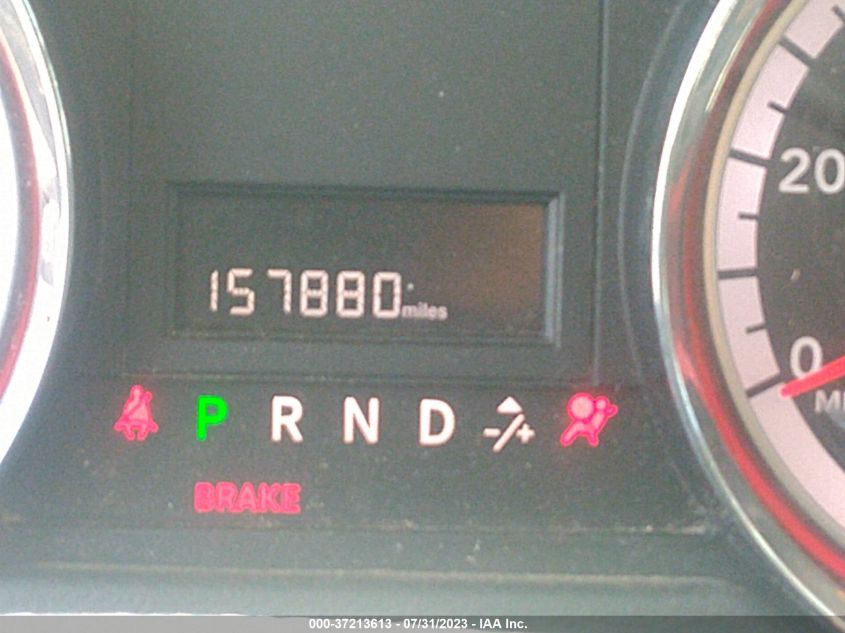 20
157880 miles
0
P R N D -/+
BRAKE
000-37213613 - 07/31/2023 - IAA Inc.